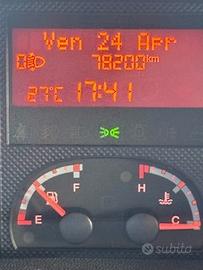 Ven 24 Apr
78200km
27°C 17:41
F H
E C
subito